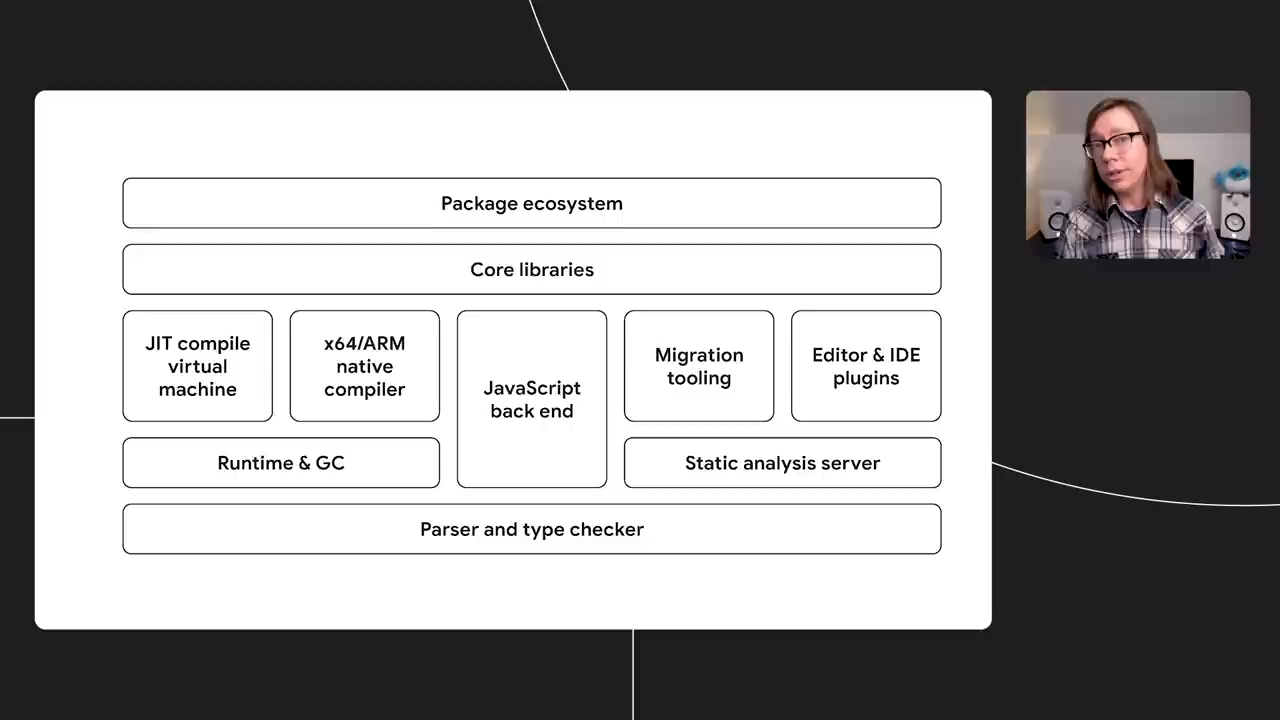 Package ecosystem
Core libraries
JIT compile
virtual
machine
x64/ARM
native
compiler
JavaScript
back end
Migration
tooling
Editor & IDE
plugins
Runtime & GC
Static analysis server
Parser and type checker